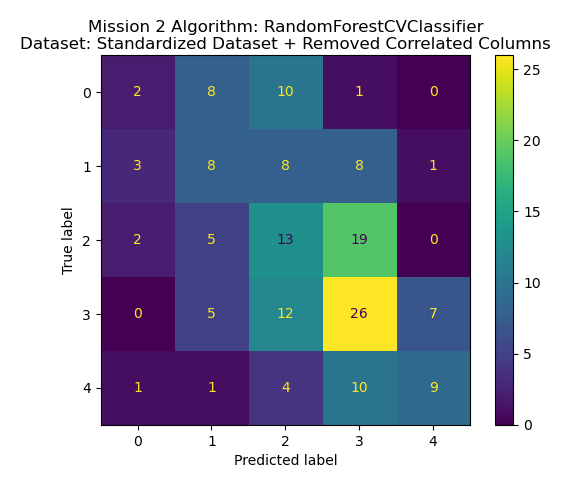 Mission 2 Algorithm: RandomForestCVClassifier
Dataset: Standardized Dataset + Removed Correlated Columns
0 2 8 10 1 0
1 3 8 8 8 1
2 2 5 13 19 0
3 0 5 12 26 7
4 1 1 4 10 9
0 1 2 3 4
True label
Predicted label
25
20
15
10
5
0